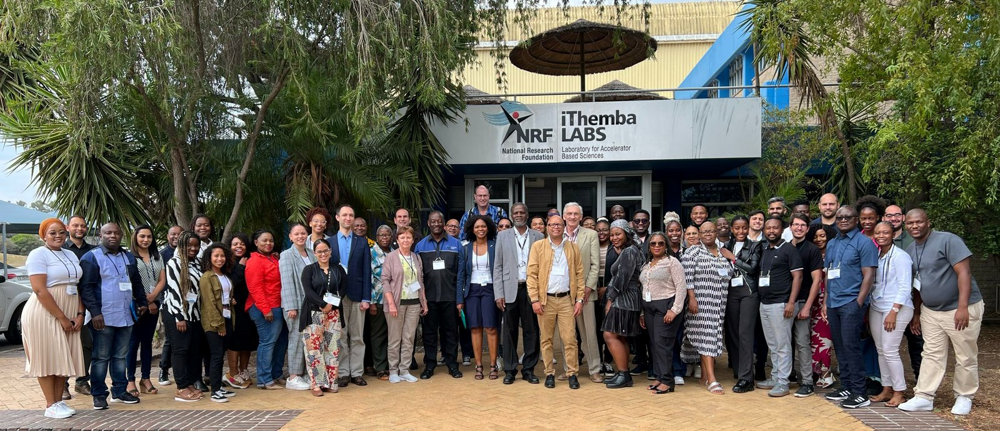 NRF
National Research
Foundation
iThemba
LABS
Laboratory for Accelerator
Based Sciences